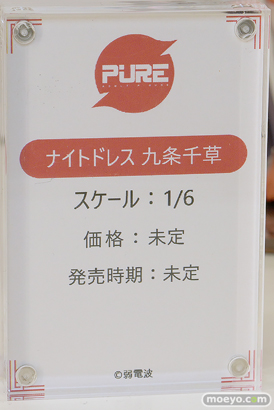 PURE
ナイトドレス 九条千草
スケール：1/6
価格：未定
発売時期：未定
©弱電波
moeyo.com